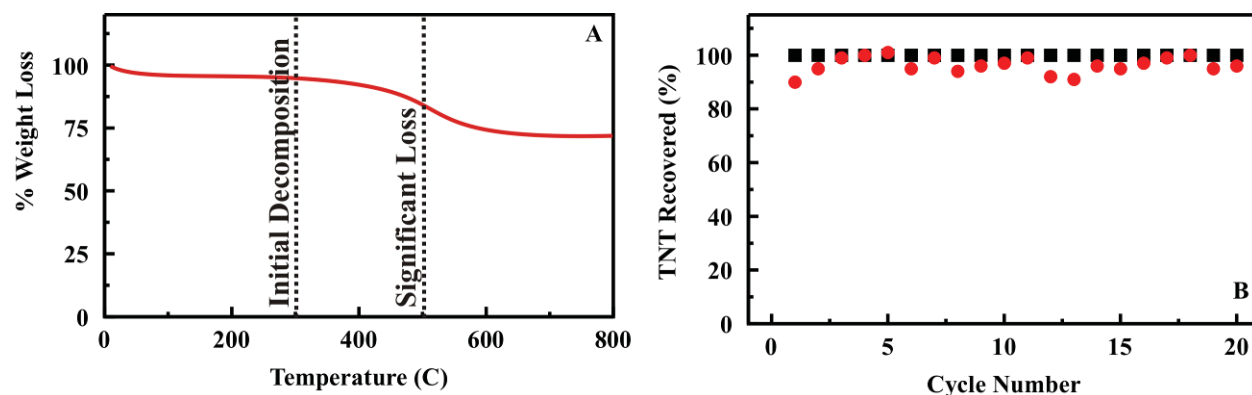 A
% Weight Loss
100
75
50
25
0
Initial Decomposition
Significant Loss
0
200
400
600
800
Temperature (C)
TNT Recovered (%)
100
80
60
40
20
0
B
0
5
10
15
20
Cycle Number